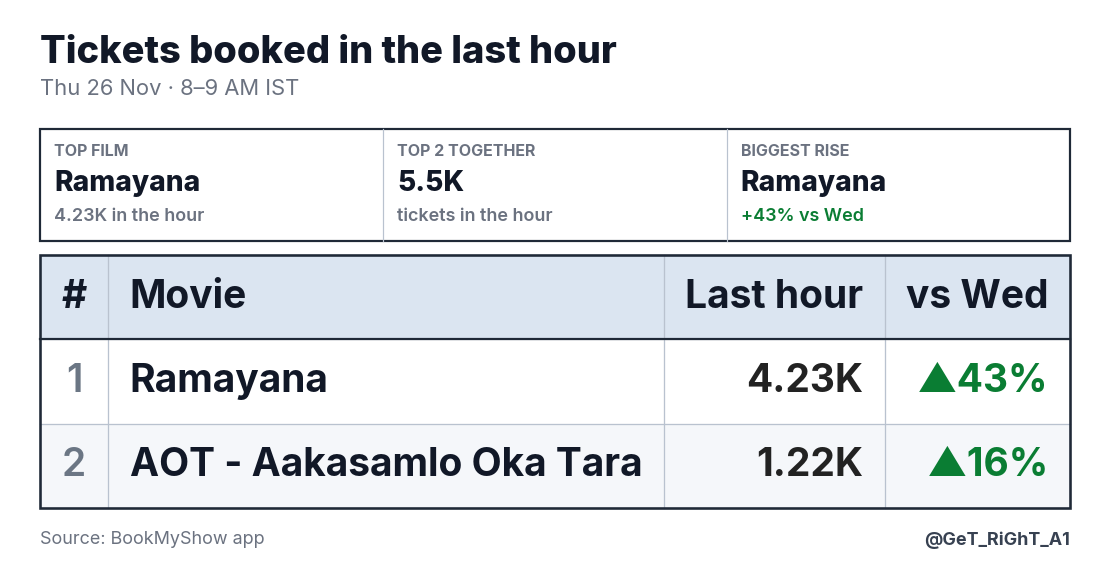 Tickets booked in the last hour
Thu 26 Nov · 8–9 AM IST
TOP FILM
Ramayana
4.23K in the hour
TOP 2 TOGETHER
5.5K
tickets in the hour
BIGGEST RISE
Ramayana
+43% vs Wed
# Movie Last hour vs Wed
1 Ramayana 4.23K ▲43%
2 AOT - Aakasamlo Oka Tara 1.22K ▲16%
Source: BookMyShow app
@GeT_RiGhT_A1